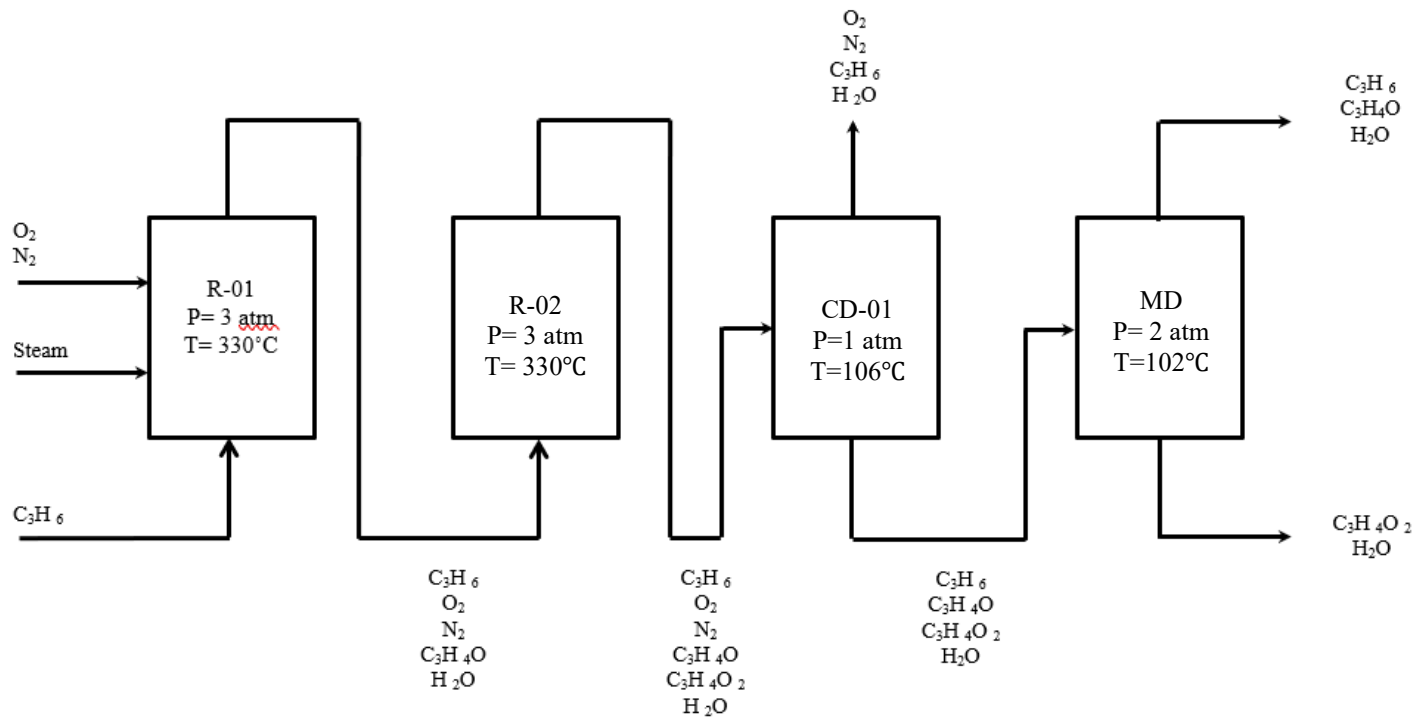 O₂
N₂
C₃H ₆
H ₂O
C₃H ₆
C₃H₄O
H₂O
O₂
N₂
Steam
C₃H ₆
R-01
P= 3 atm
T= 330°C
R-02
P= 3 atm
T= 330℃
CD-01
P=1 atm
T=106℃
MD
P= 2 atm
T=102℃
C₃H ₄O ₂
H₂O
C₃H ₆
O₂
N₂
C₃H ₄O
H ₂O
C₃H ₆
O₂
N₂
C₃H ₄O
C₃H ₄O ₂
H ₂O
C₃H ₆
C₃H ₄O
C₃H ₄O ₂
H₂O